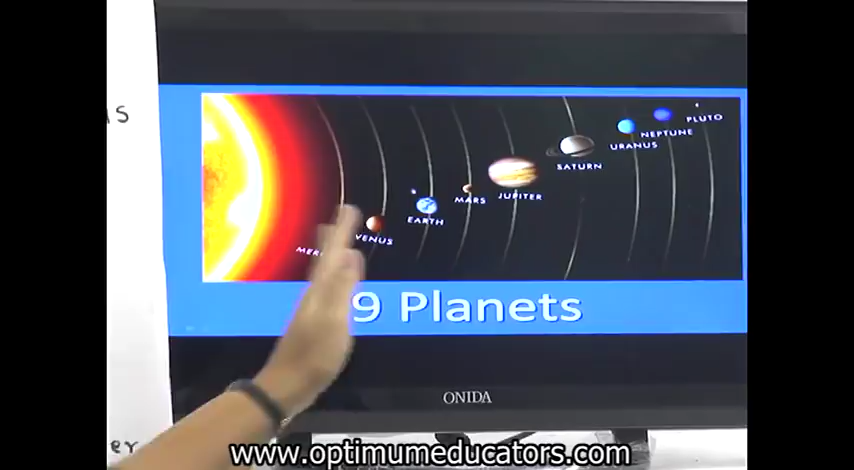 PLUTO
NEPTUNE
URANUS
SATURN
JUPITER
MARS
EARTH
VENUS
9 Planets
ONIDA
www.optimumeducators.com